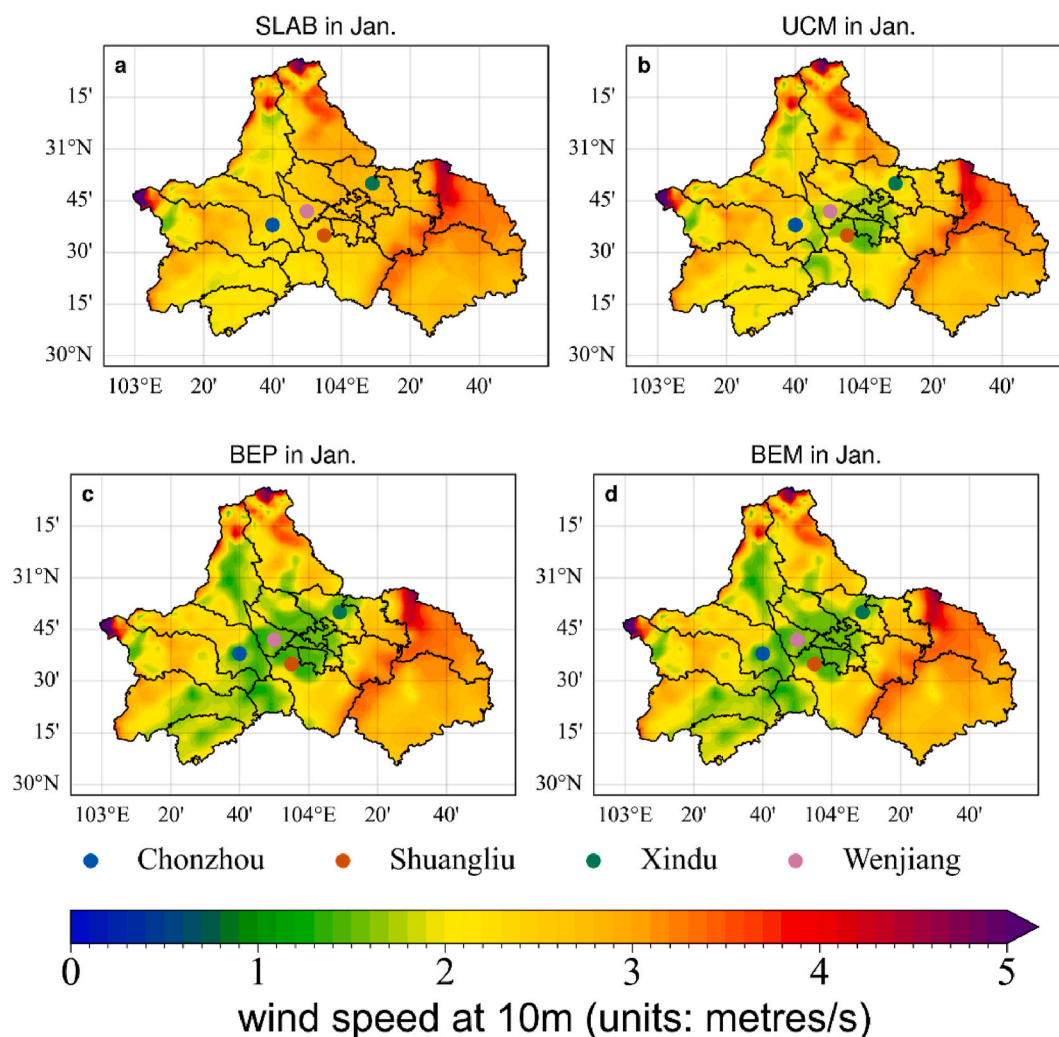 SLAB in Jan.
UCM in Jan.
a
b
15'
15'
31°N
31°N
45'
45'
30'
30'
15'
15'
30°N
30°N
103°E 20' 40' 104°E 20' 40'
103°E 20' 40' 104°E 20' 40'
BEP in Jan.
BEM in Jan.
c
d
15'
15'
31°N
31°N
45'
45'
30'
30'
15'
15'
30°N
30°N
103°E 20' 40' 104°E 20' 40'
103°E 20' 40' 104°E 20' 40'
Chonzhou Shuangliu Xindu Wenjiang
0 1 2 3 4 5
wind speed at 10m (units: metres/s)